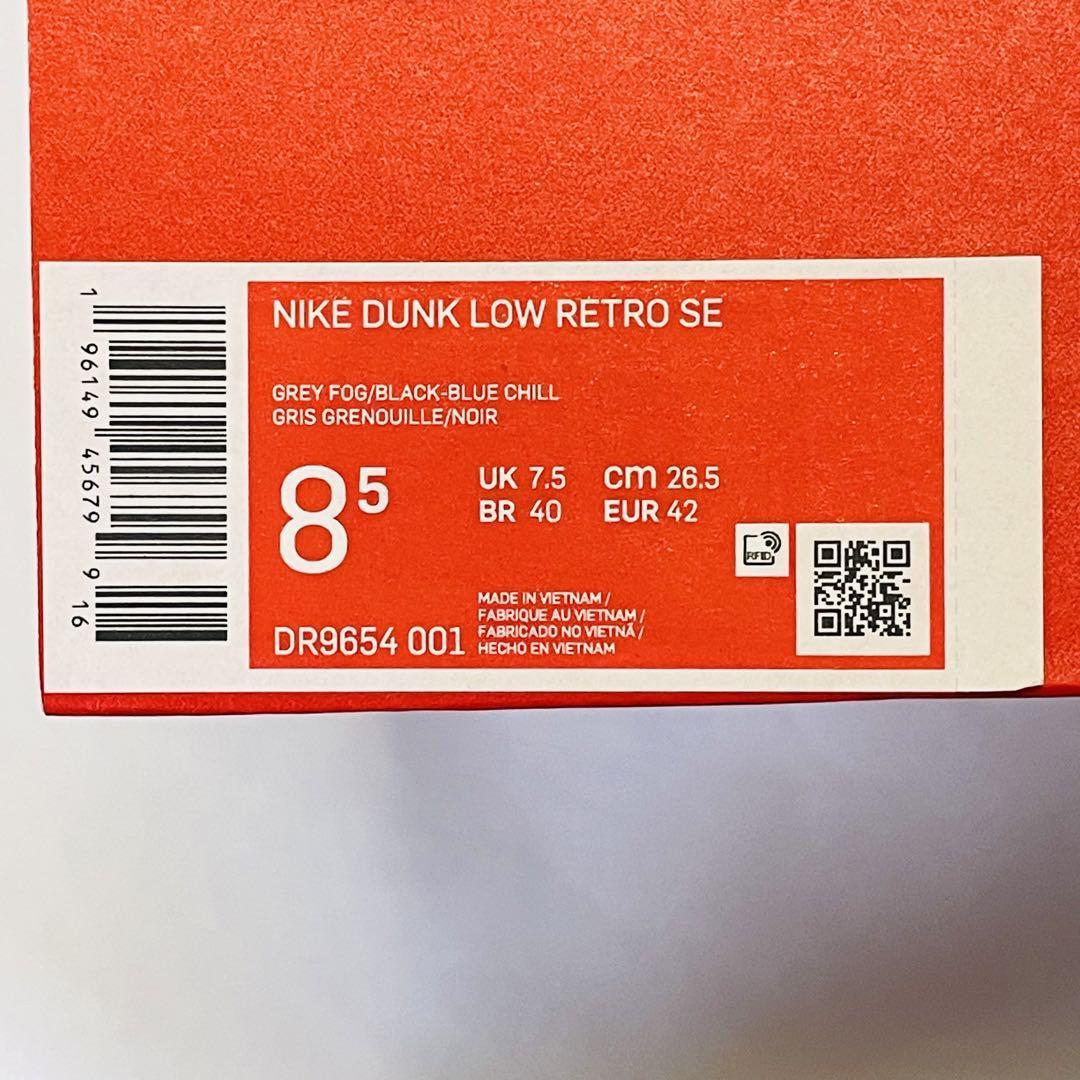 NIKE DUNK LOW RETRO SE
GREY FOG/BLACK-BLUE CHILL
GRIS GRENOUILLE/NOIR
8⁵
UK 7.5 cm 26.5
BR 40 EUR 42
DR9654 001
MADE IN VIETNAM /
FABRIQUE AU VIETNAM /
FABRICADO NO VIETNÃ /
HECHO EN VIETNAM
RFID
1 96149 45679 9 16